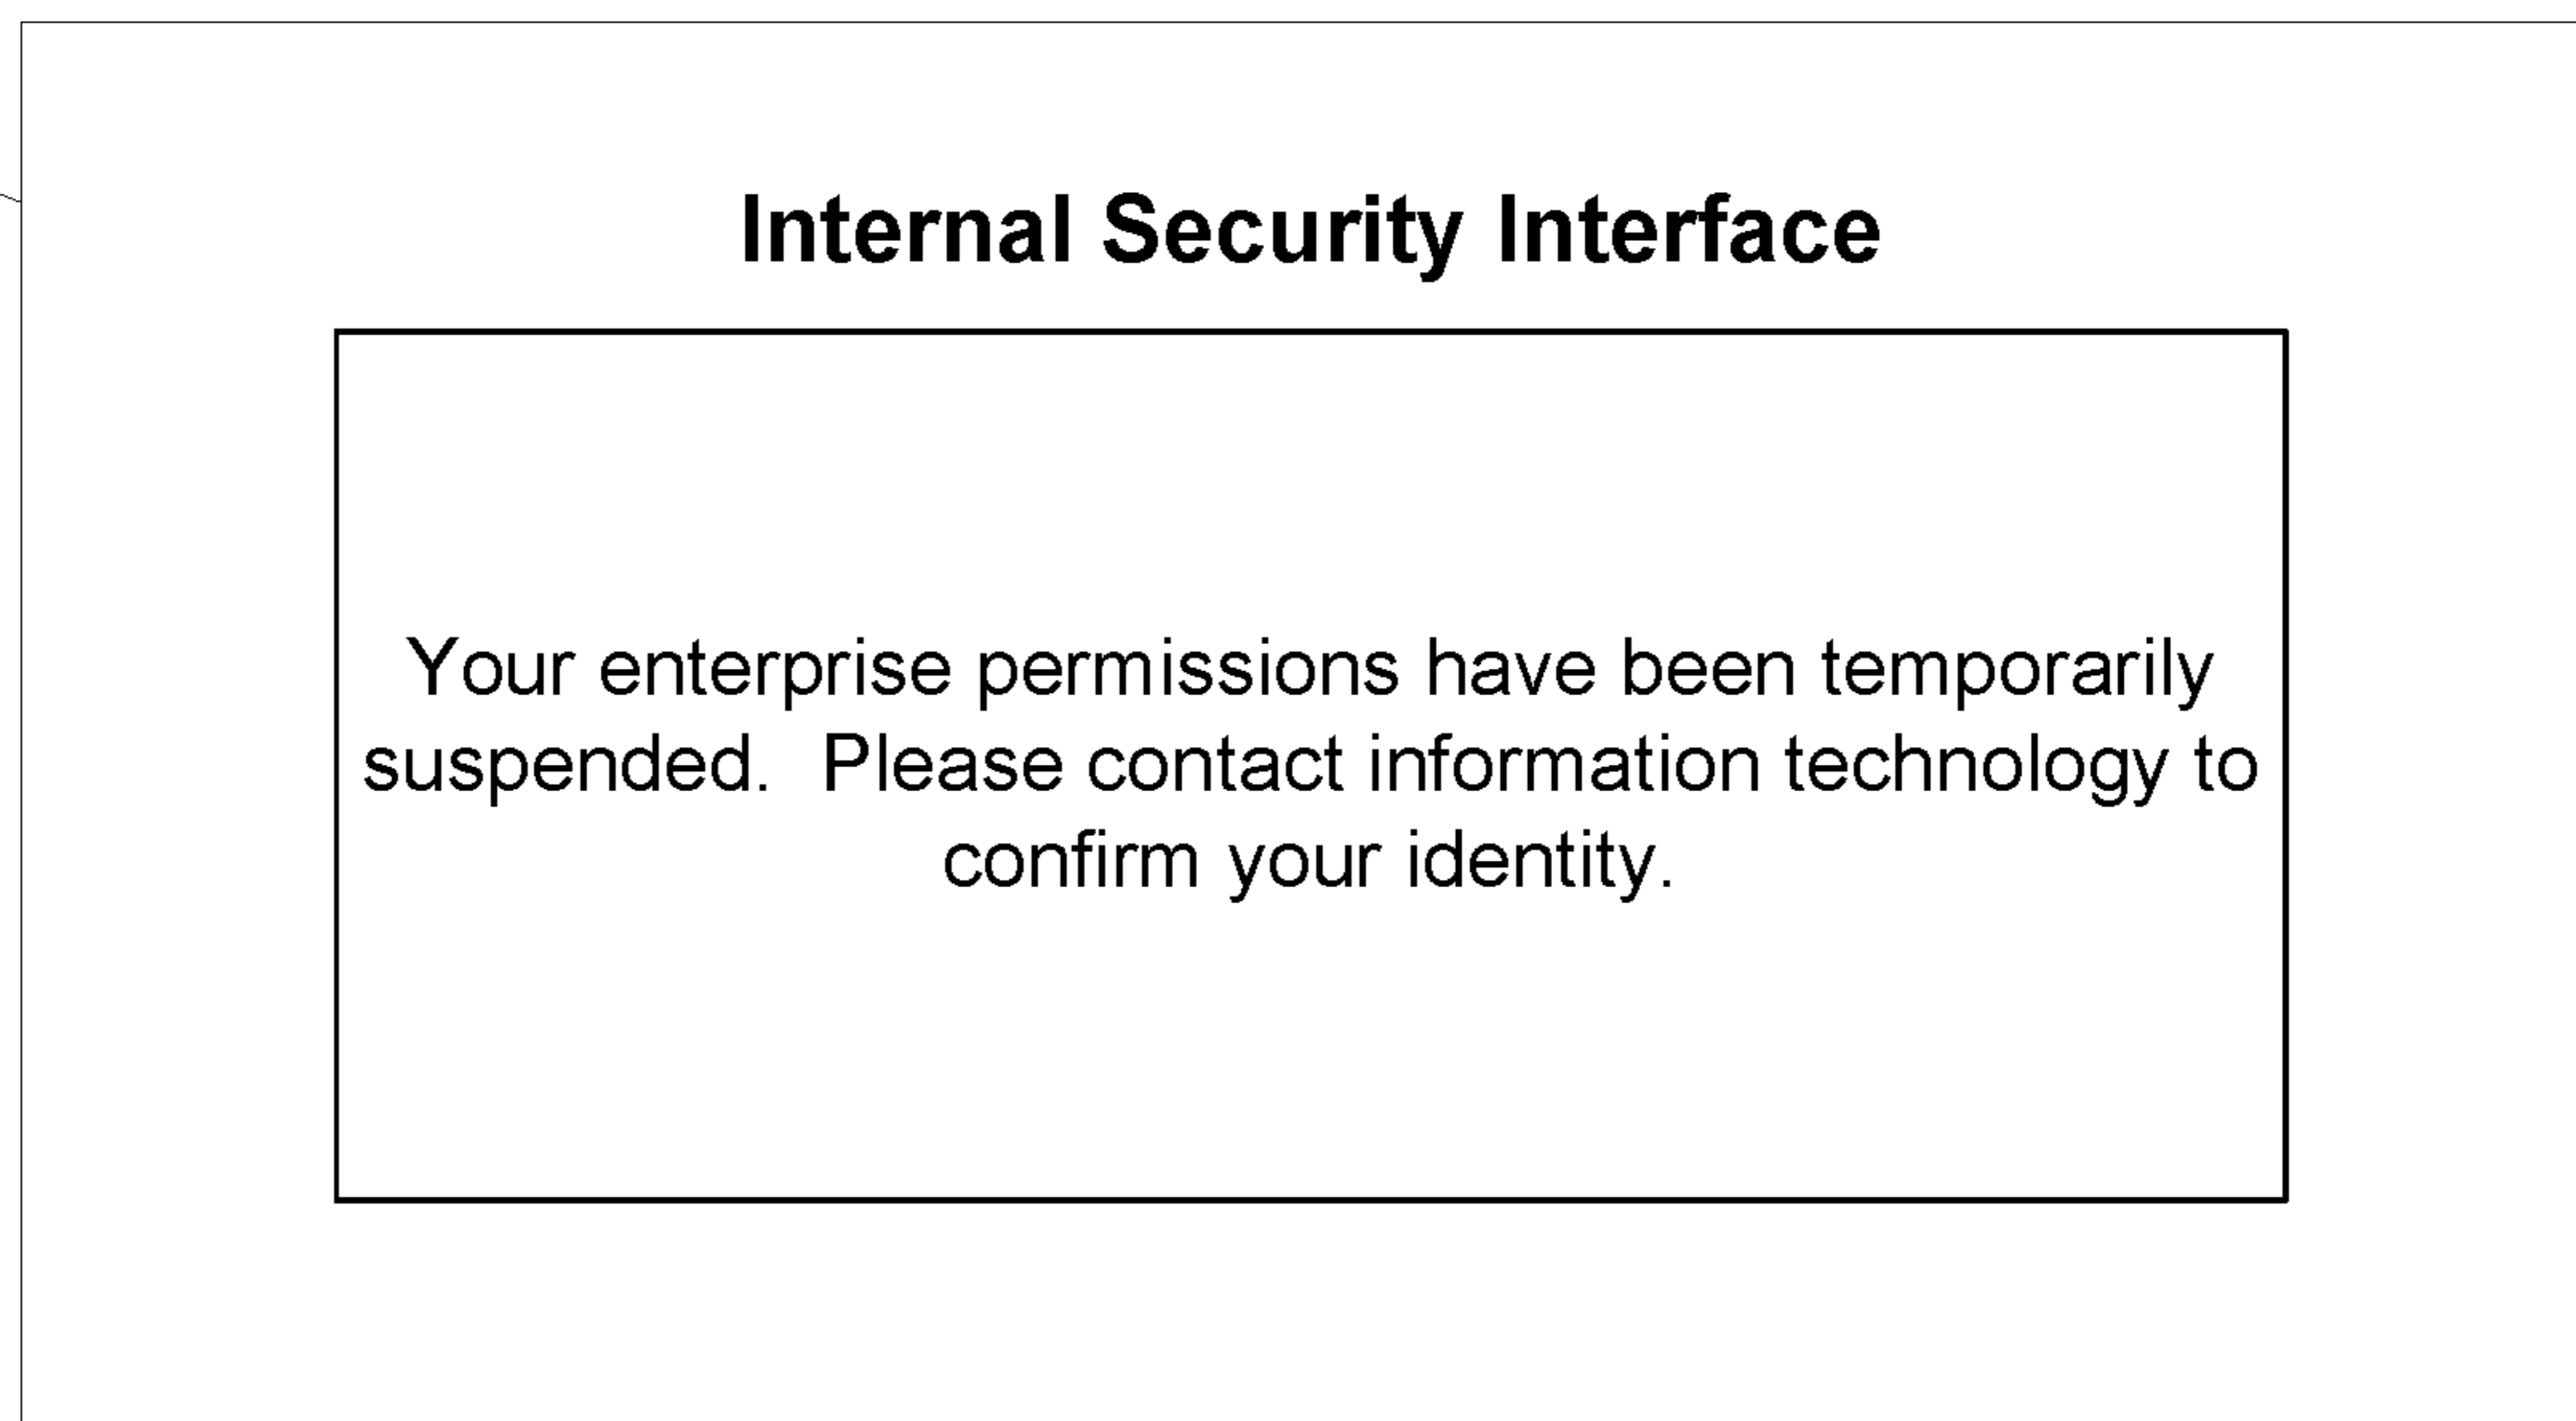 Internal Security Interface
Your enterprise permissions have been temporarily
suspended.  Please contact information technology to
confirm your identity.